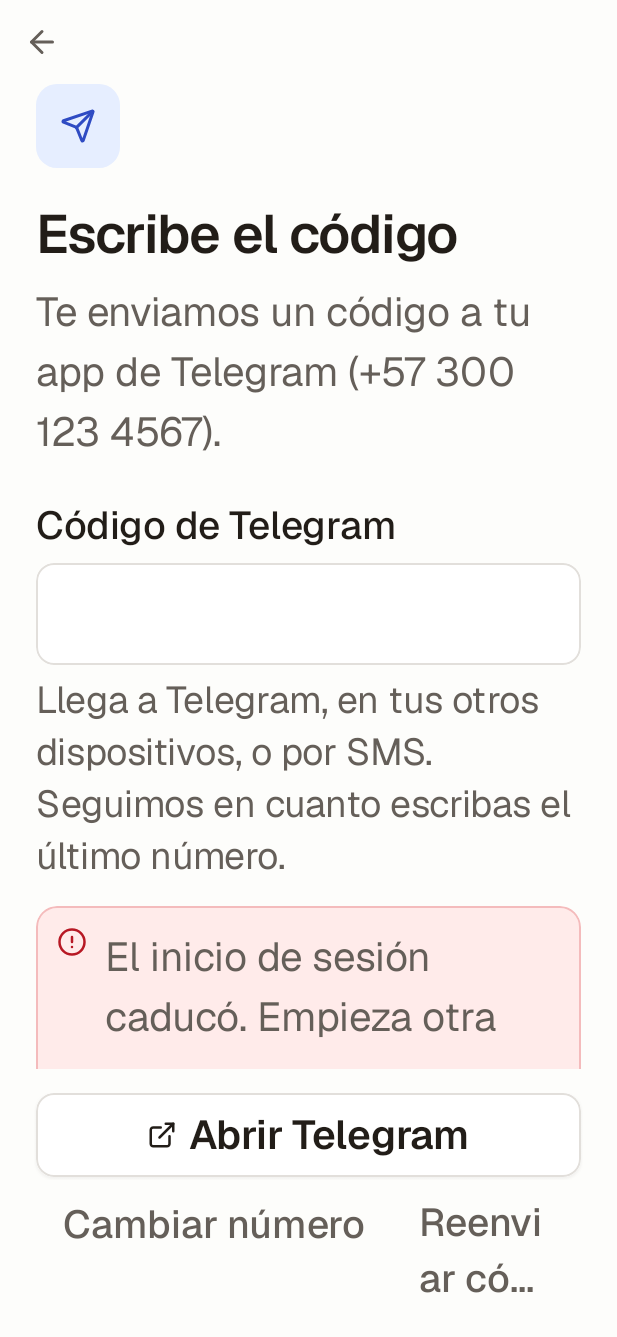 Escribe el código
Te enviamos un código a tu
app de Telegram (+57 300
123 4567).
Código de Telegram
Llega a Telegram, en tus otros
dispositivos, o por SMS.
Seguimos en cuanto escribas el
último número.
El inicio de sesión
caducó. Empieza otra
Abrir Telegram
Cambiar número
Reenvi
ar có...